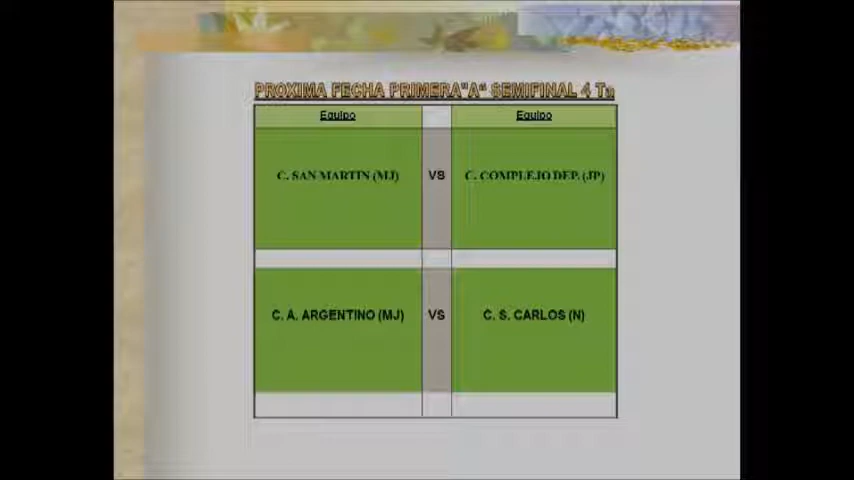 PROXIMA FECHA PRIMERA"A" SEMIFINAL 4 Ta
Equipo Equipo
C. SAN MARTIN (MJ) VS C. COMPLEJO DEP. (JP)
C. A. ARGENTINO (MJ) VS C. S. CARLOS (N)